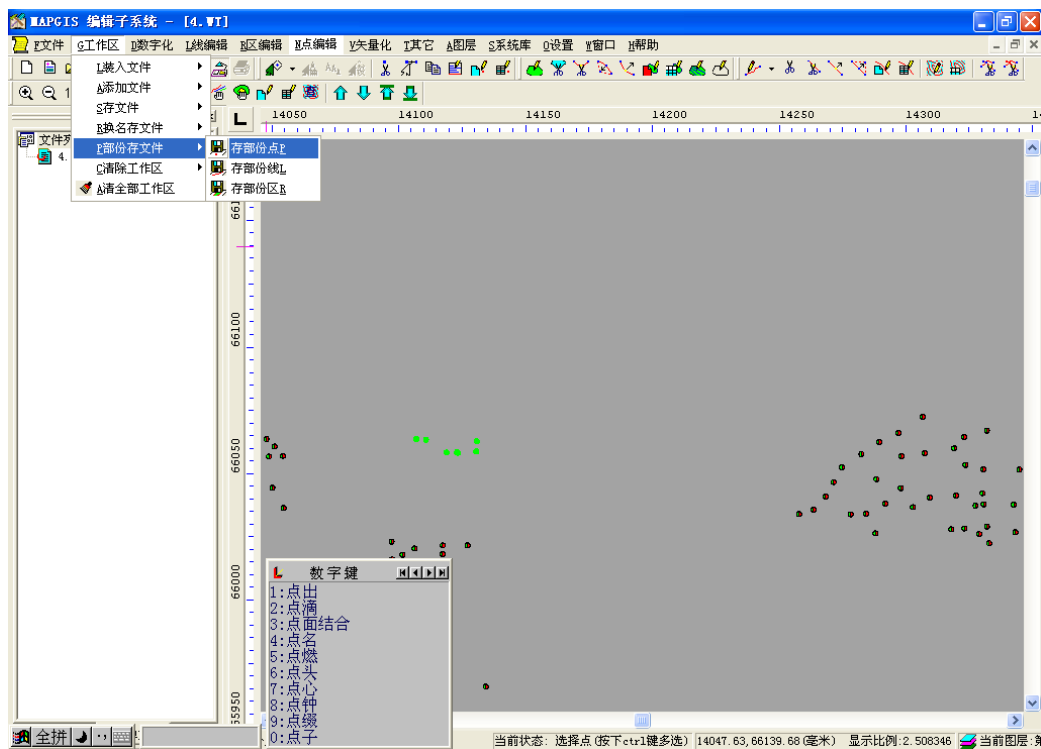 MAPGIS 编辑子系统 - [4.WT]
F文件 G工作区 D数字化 L线编辑 R区编辑 N点编辑 V矢量化 I其它 A图层 S系统库 O设置 W窗口 H帮助
1
L装入文件
A添加文件
S存文件
R换名存文件
P部份存文件
C清除工作区
A清全部工作区
存部份点P
存部份线L
存部份区R
文件列
4.
14050 14100 14150 14200 14250 14300
66100
66050
66000
数字键
1:点出
2:点滴
3:点面结合
4:点名
5:点燃
6:点头
7:点心
8:点钟
9:点缀
0:点子
全拼
当前状态: 选择点(按下ctrl键多选) 14047.63,66139.68(毫米) 显示比例:2.508346 当前图层: